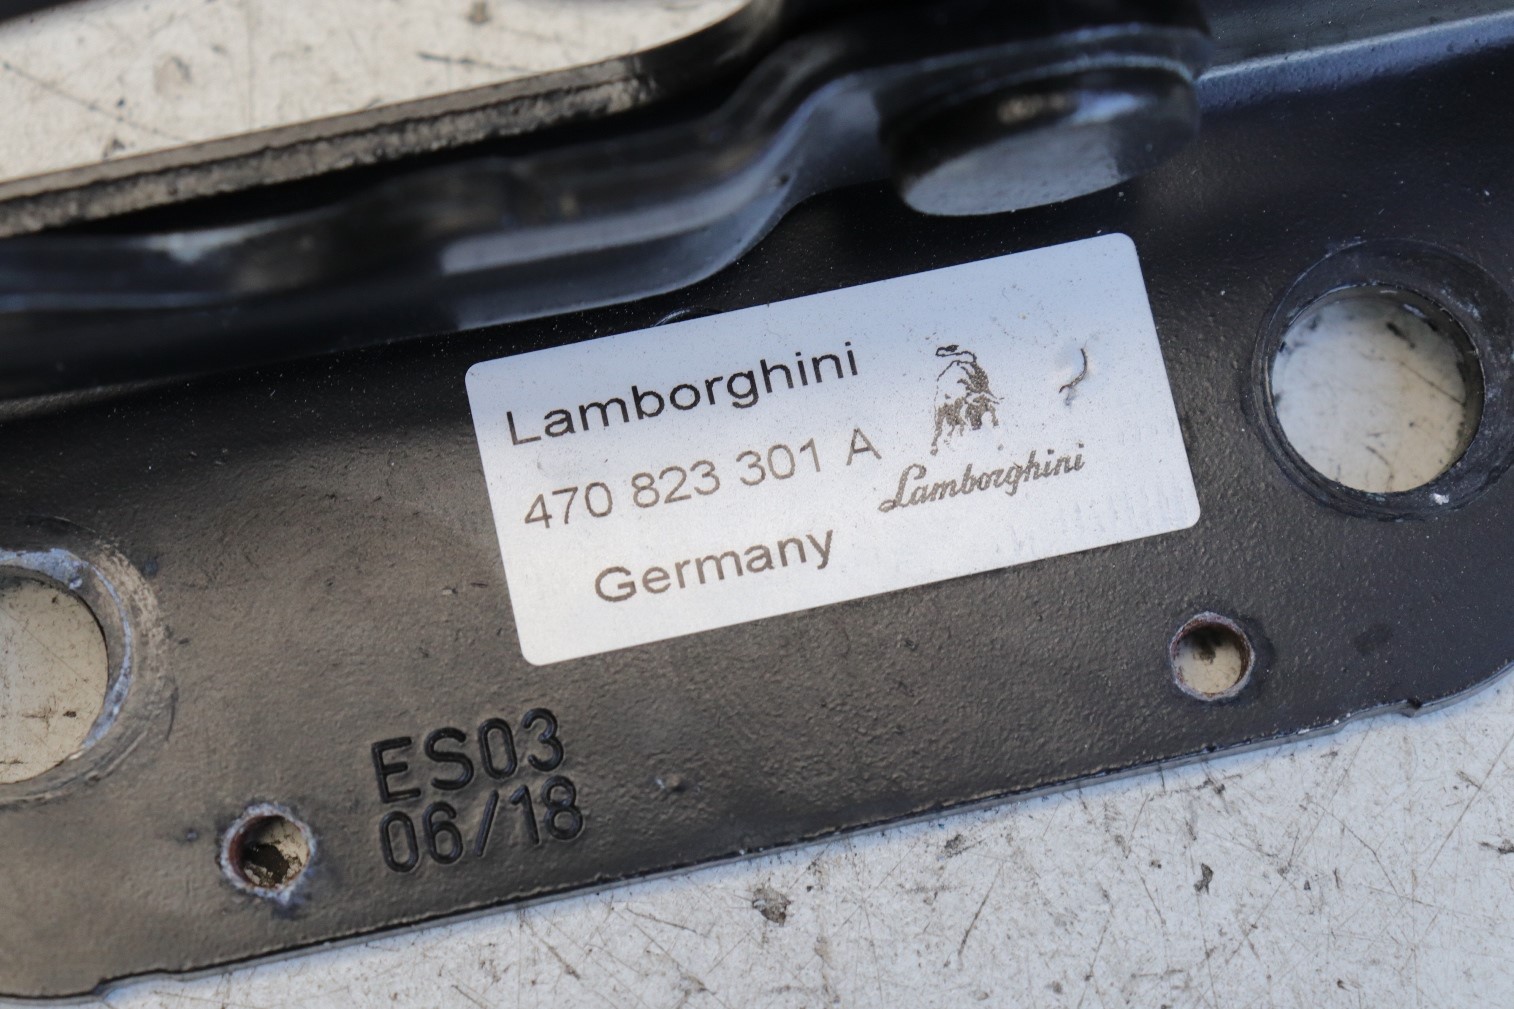 Lamborghini
470 823 301 A
Lamborghini
Germany
ES03
06/18